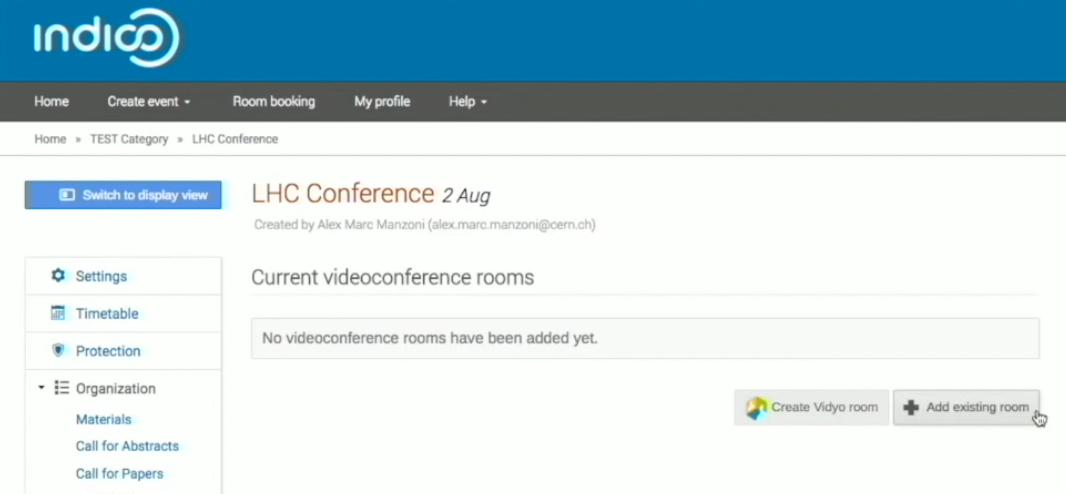 indico
Home Create event Room booking My profile Help
Home » TEST Category » LHC Conference
Switch to display view
LHC Conference 2 Aug
Created by Alex Marc Manzoni (alex.marc.manzoni@cern.ch)
Settings
Timetable
Protection
Organization
Materials
Call for Abstracts
Call for Papers
Current videoconference rooms
No videoconference rooms have been added yet.
Create Vidyo room Add existing room